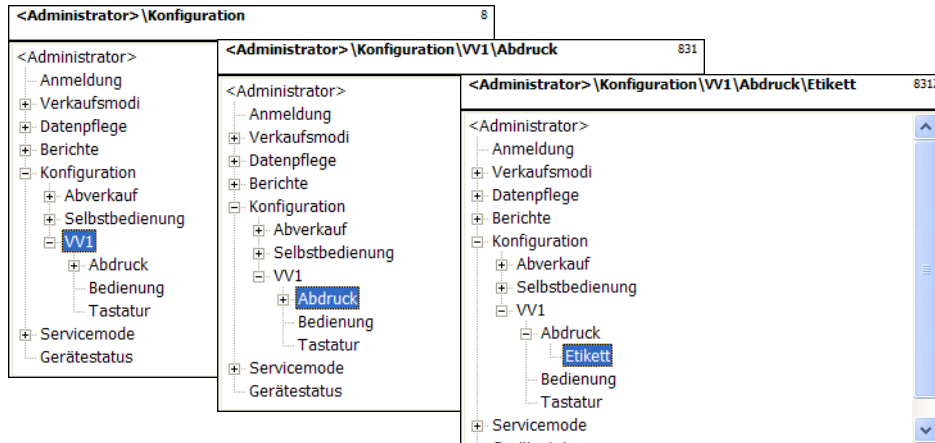 <Administrator>\Konfiguration 8
<Administrator>
Anmeldung
Verkaufsmodi
Datenpflege
Berichte
Konfiguration
Abverkauf
Selbstbedienung
VV1
Abdruck
Bedienung
Tastatur
Servicemode
Gerätestatus
<Administrator>\Konfiguration\VV1\Abdruck 831
<Administrator>
Anmeldung
Verkaufsmodi
Datenpflege
Berichte
Konfiguration
Abverkauf
Selbstbedienung
VV1
Abdruck
Bedienung
Tastatur
Servicemode
Gerätestatus
<Administrator>\Konfiguration\VV1\Abdruck\Etikett
<Administrator>
Anmeldung
Verkaufsmodi
Datenpflege
Berichte
Konfiguration
Abverkauf
Selbstbedienung
VV1
Abdruck
Etikett
Bedienung
Tastatur
Servicemode